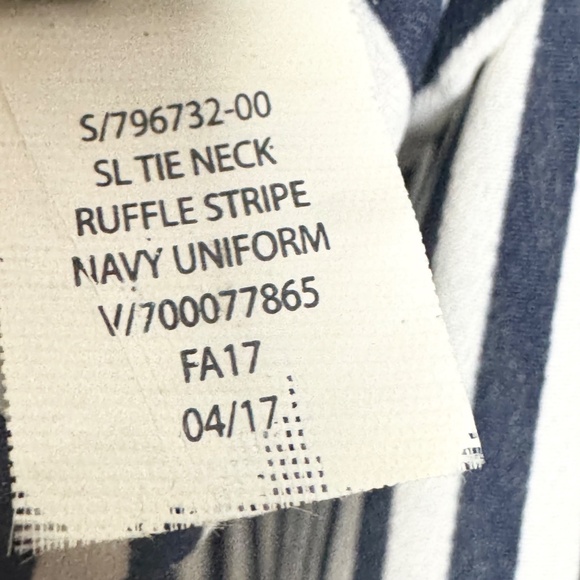 S/796732-00
SL TIE NECK
RUFFLE STRIPE
NAVY UNIFORM
V/700077865
FA17
04/17